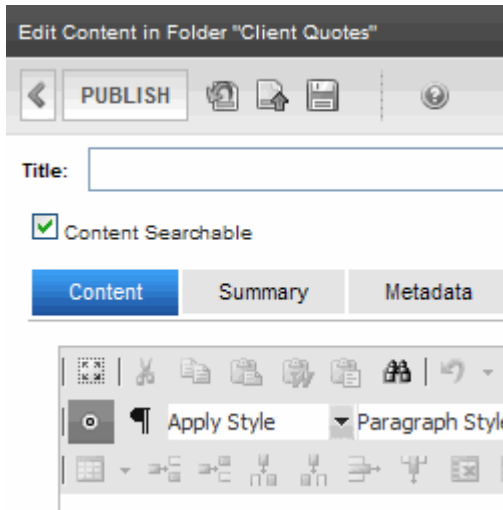 Edit Content in Folder "Client Quotes"
PUBLISH
Title:
Content Searchable
Content Summary Metadata
Apply Style Paragraph Style